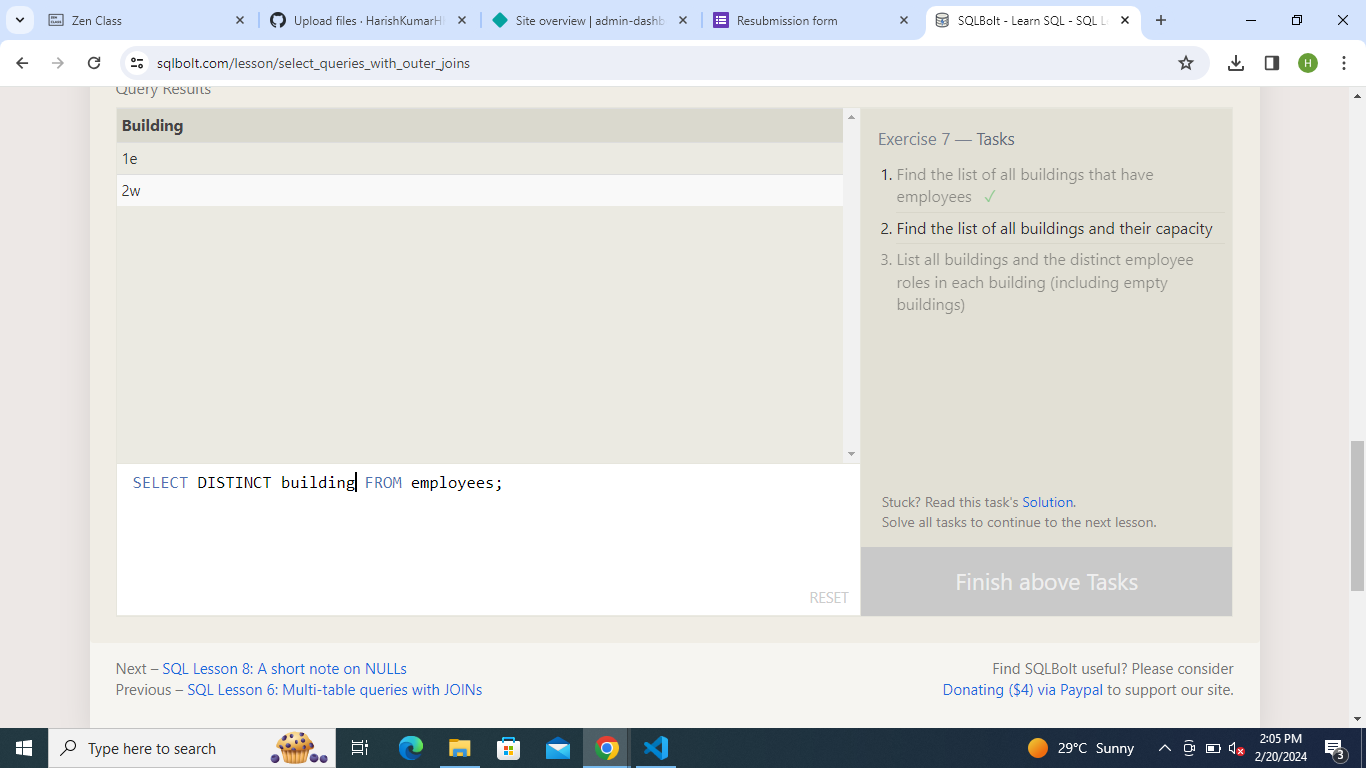 Zen Class
Upload files · HarishKumarH
Site overview | admin-dashb
Resubmission form
SQLBolt - Learn SQL - SQL Le
sqlbolt.com/lesson/select_queries_with_outer_joins
H
Query Results
Building
1e
2w
Exercise 7 — Tasks
1. Find the list of all buildings that have
employees ✓
2. Find the list of all buildings and their capacity
3. List all buildings and the distinct employee
roles in each building (including empty
buildings)
SELECT DISTINCT building FROM employees;
RESET
Stuck? Read this task's Solution.
Solve all tasks to continue to the next lesson.
Finish above Tasks
Next – SQL Lesson 8: A short note on NULLs
Previous – SQL Lesson 6: Multi-table queries with JOINs
Find SQLBolt useful? Please consider
Donating ($4) via Paypal to support our site.
Type here to search
29°C Sunny
2:05 PM
2/20/2024
3